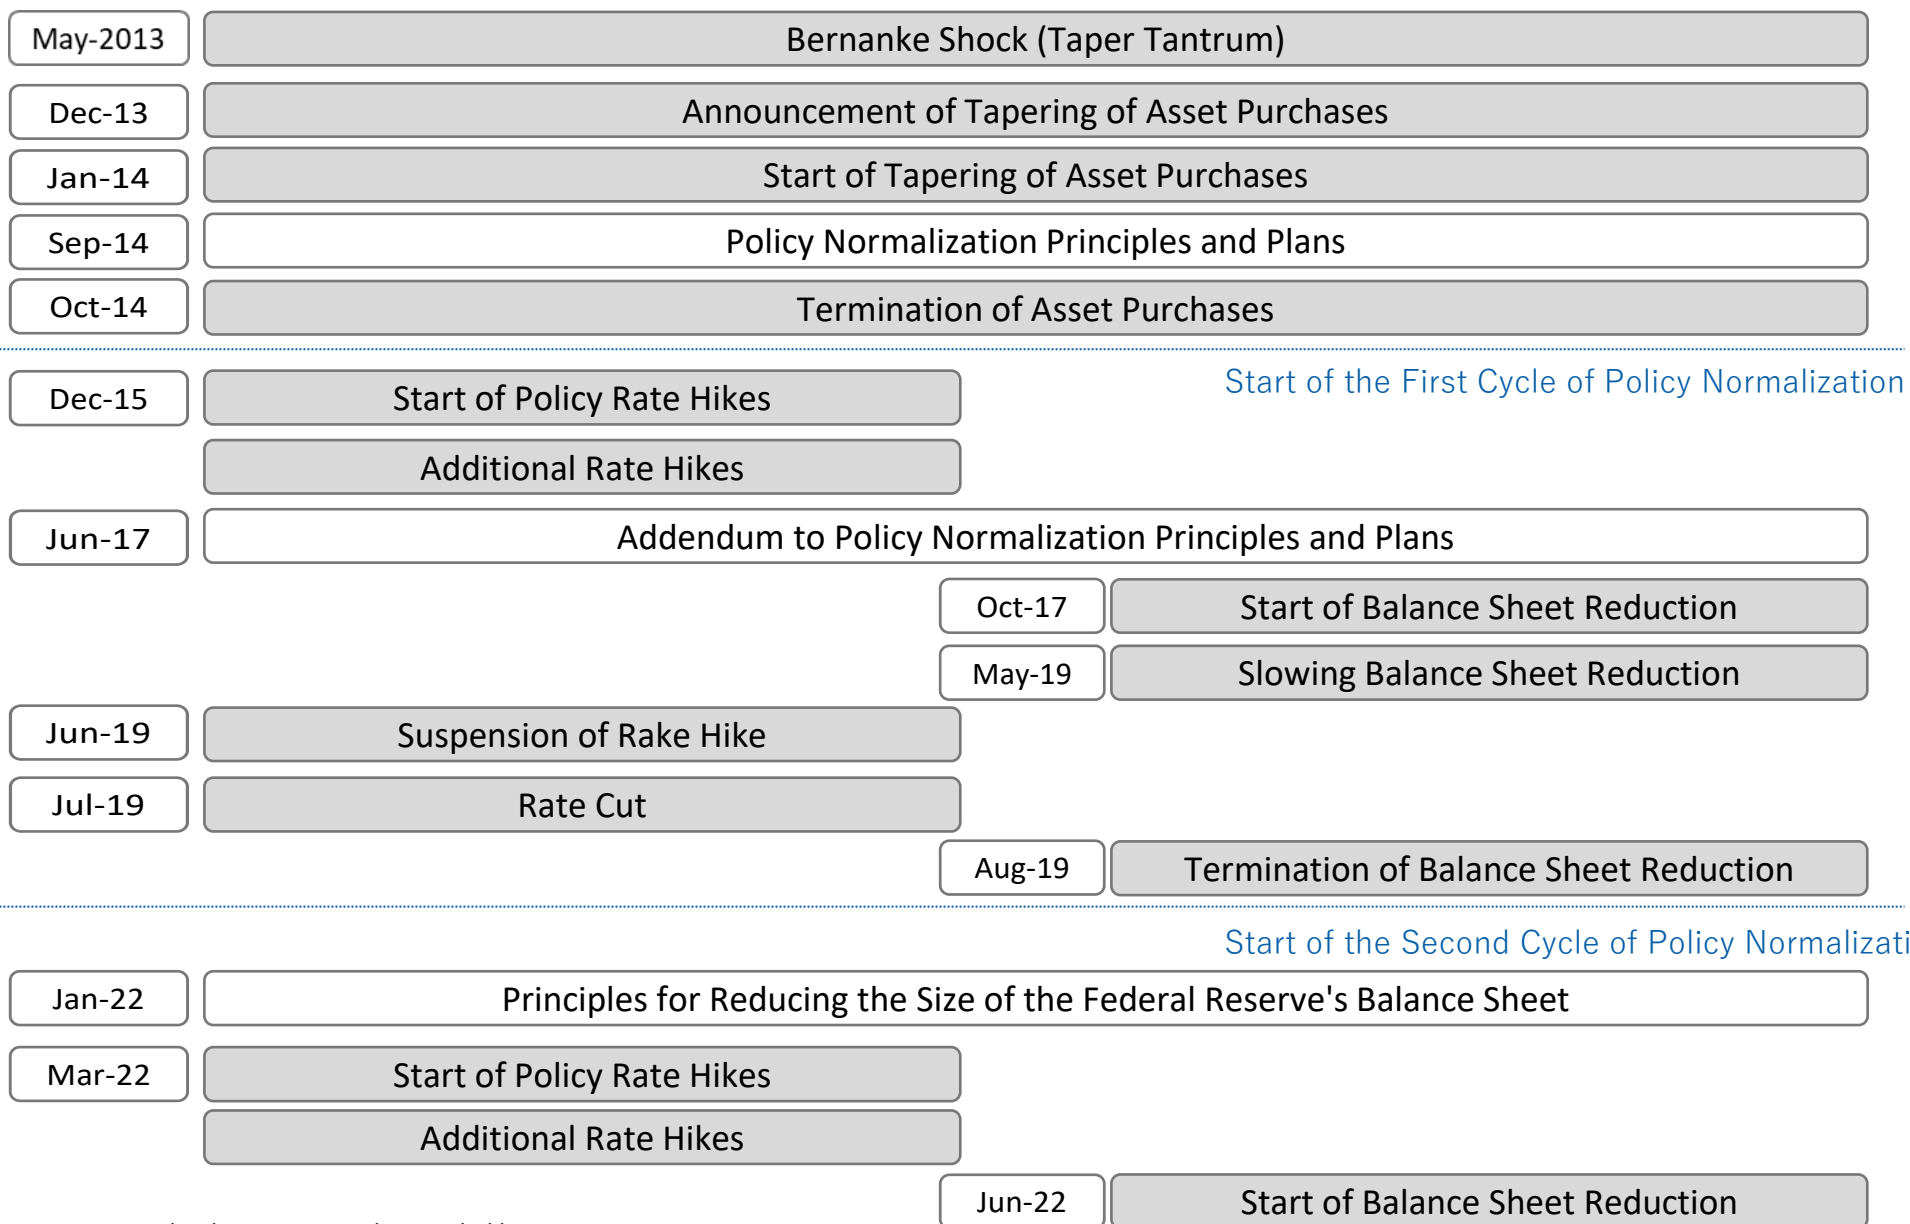 May-2013 Bernanke Shock (Taper Tantrum)
Dec-13 Announcement of Tapering of Asset Purchases
Jan-14 Start of Tapering of Asset Purchases
Sep-14 Policy Normalization Principles and Plans
Oct-14 Termination of Asset Purchases
Start of the First Cycle of Policy Normalization
Dec-15 Start of Policy Rate Hikes
Additional Rate Hikes
Jun-17 Addendum to Policy Normalization Principles and Plans
Oct-17 Start of Balance Sheet Reduction
May-19 Slowing Balance Sheet Reduction
Jun-19 Suspension of Rake Hike
Jul-19 Rate Cut
Aug-19 Termination of Balance Sheet Reduction
Start of the Second Cycle of Policy Normalizati
Jan-22 Principles for Reducing the Size of the Federal Reserve's Balance Sheet
Mar-22 Start of Policy Rate Hikes
Additional Rate Hikes
Jun-22 Start of Balance Sheet Reduction